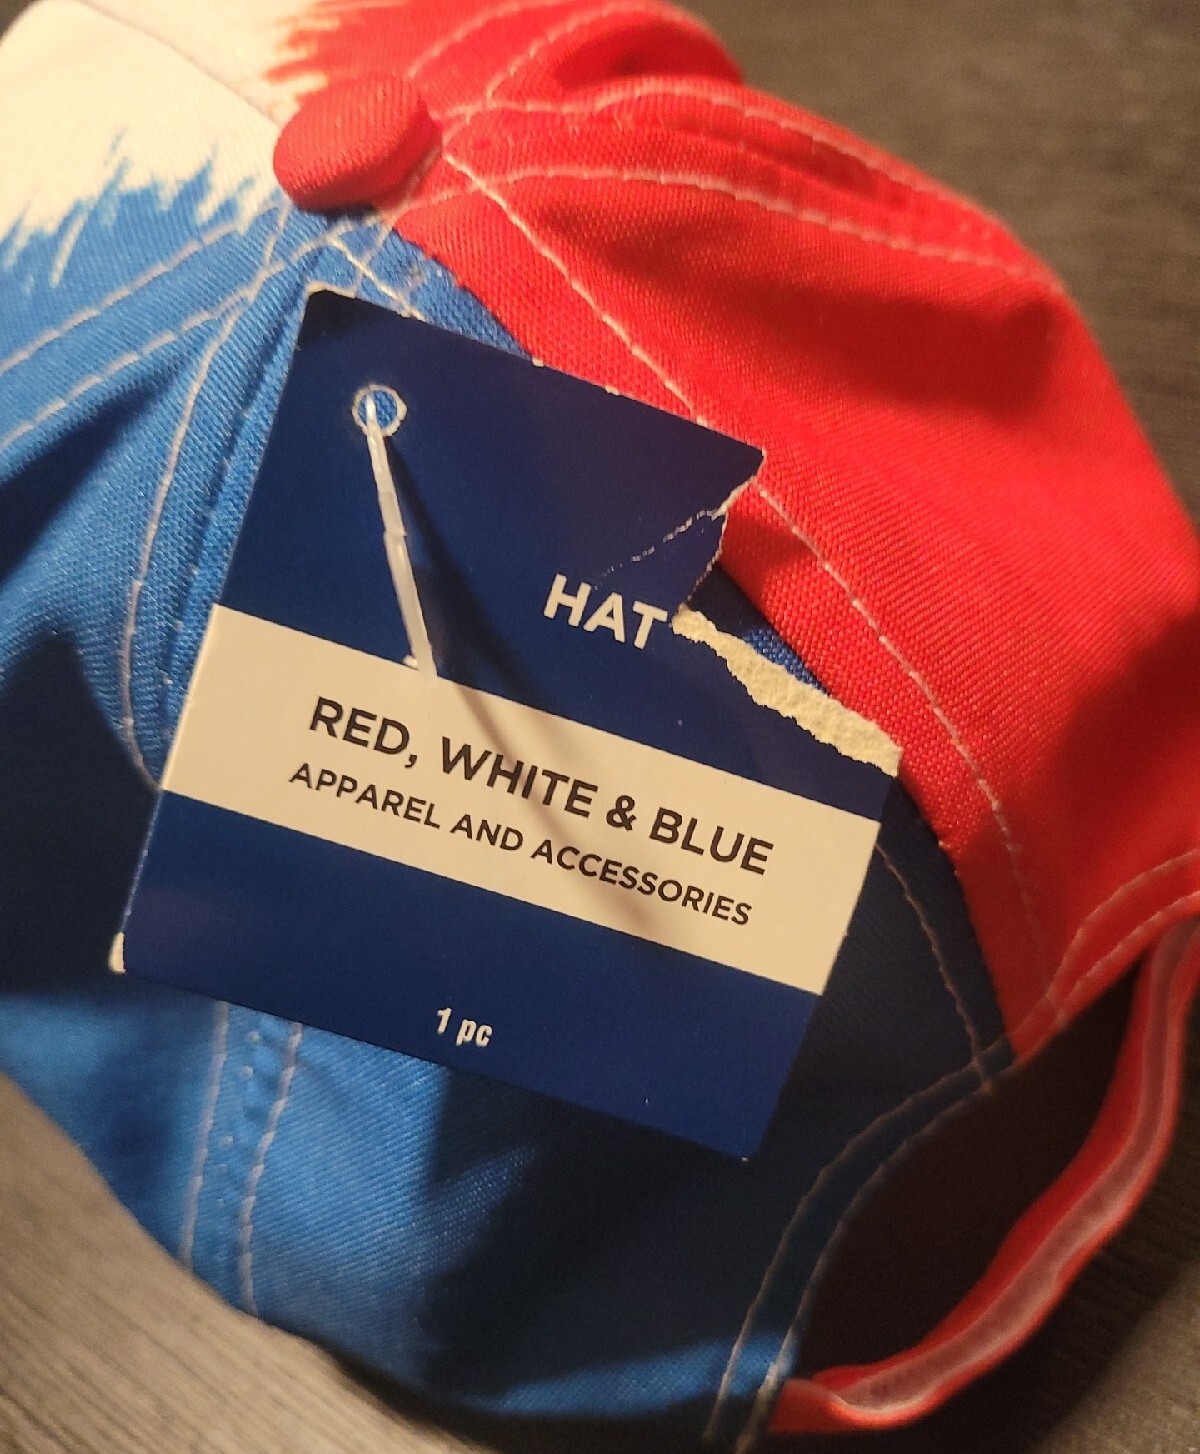 HAT
RED, WHITE & BLUE
APPAREL AND ACCESSORIES
1 pc